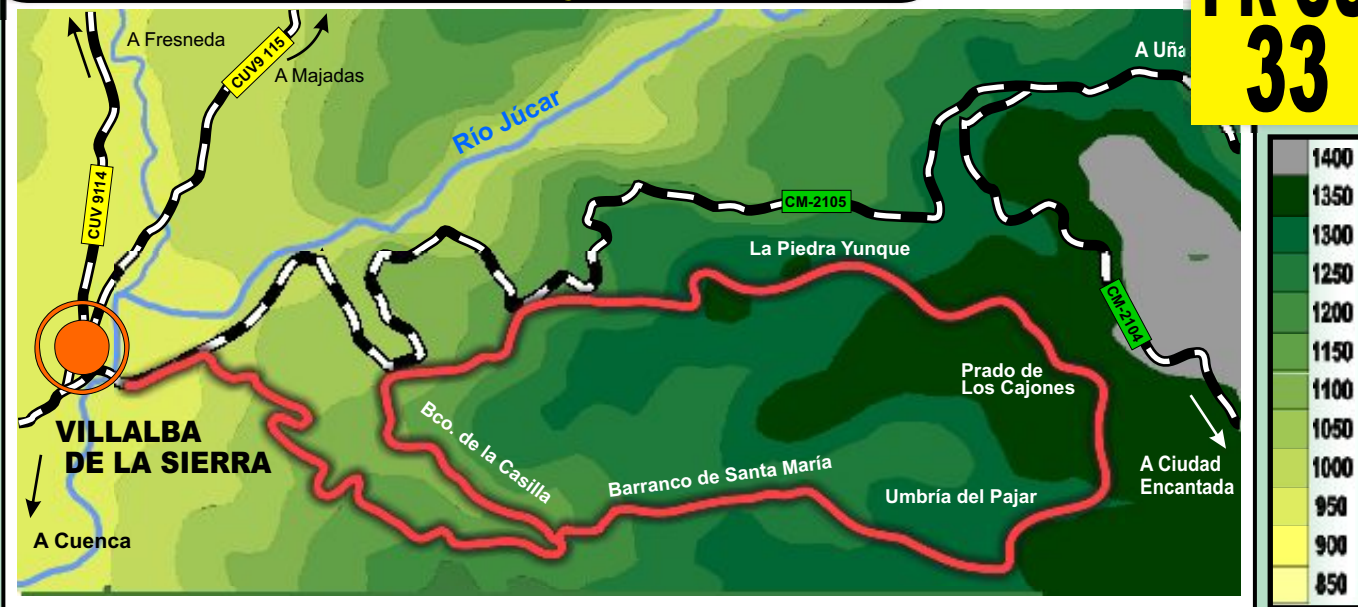 33
A Fresneda
CUV9 115
A Majadas
A Uña
Río Júcar
CUV 9114
CM-2105
La Piedra Yunque
CM-2104
Prado de
Los Cajones
VILLALBA
DE LA SIERRA
Bco. de la Casilla
Barranco de Santa María
Umbría del Pajar
A Ciudad
Encantada
A Cuenca
1400
1350
1300
1250
1200
1150
1100
1050
1000
950
900
850